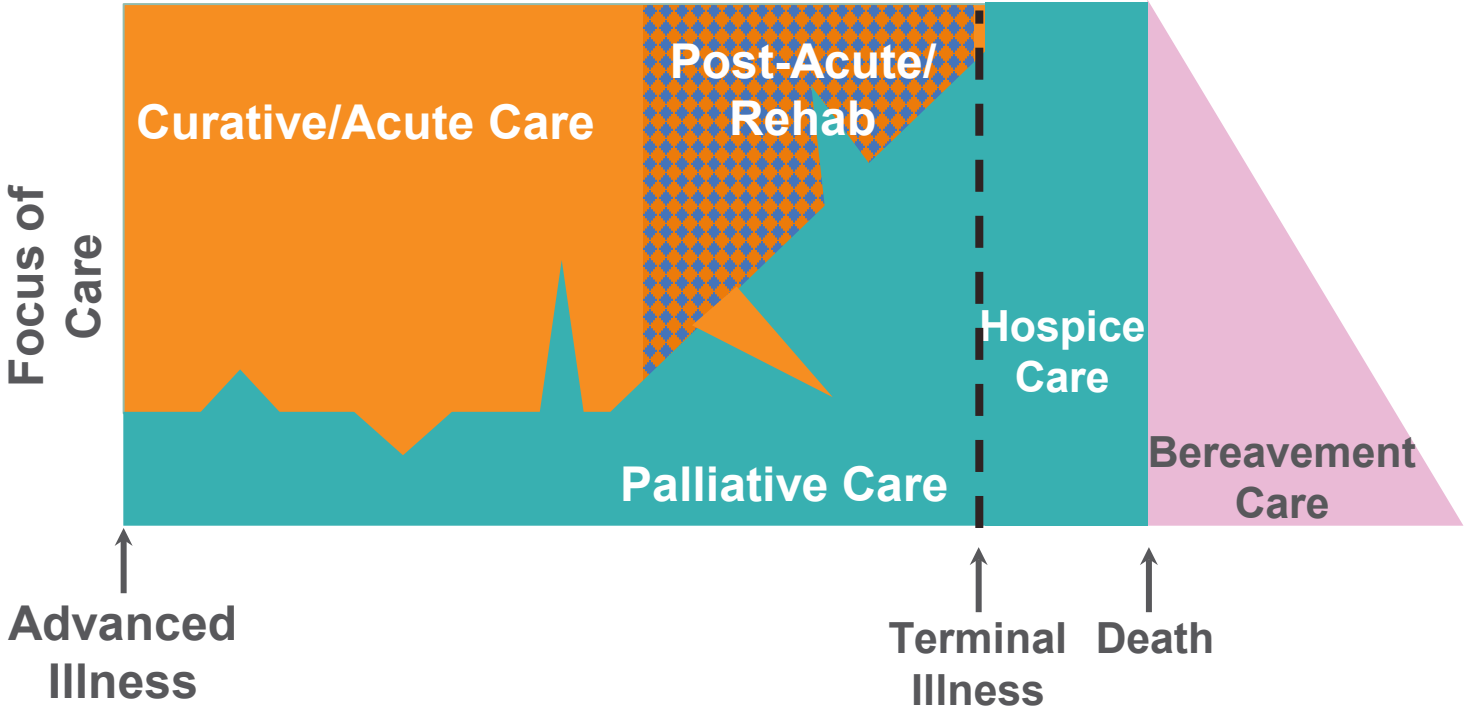 Focus of
Care
Curative/Acute Care
Post-Acute/
Rehab
Palliative Care
Hospice
Care
Bereavement
Care
Advanced
Illness
Terminal
Illness
Death